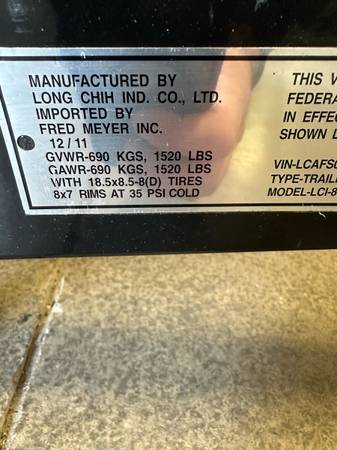 MANUFACTURED BY
LONG CHIH IND. CO., LTD.
IMPORTED BY
FRED MEYER INC.
12 / 11
GVWR-690 KGS, 1520 LBS
GAWR-690 KGS, 1520 LBS
WITH 18.5x8.5-8(D) TIRES
8x7 RIMS AT 35 PSI COLD
THIS V
FEDERA
IN EFFE
SHOWN L
VIN-LCAFS
TYPE-TRAIL
MODEL-LCI-8